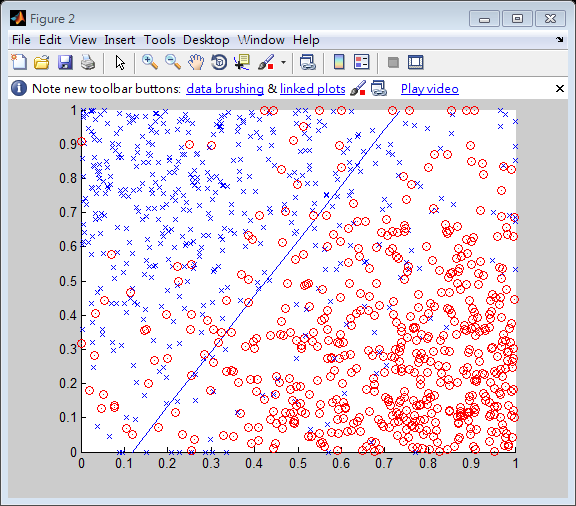 Figure 2
File Edit View Insert Tools Desktop Window Help
Note new toolbar buttons: data brushing & linked plots Play video
1
0.9
0.8
0.7
0.6
0.5
0.4
0.3
0.2
0.1
0
0 0.1 0.2 0.3 0.4 0.5 0.6 0.7 0.8 0.9 1